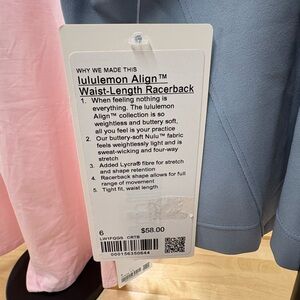 WHY WE MADE THIS
lululemon Align™
Waist-Length Racerback
1. When feeling nothing is
everything. The lululemon
Align™ collection is so
weightless and buttery soft,
all you feel is your practice
2. Our buttery-soft Nulu™ fabric
feels weightlessly light and is
sweat-wicking and four-way
stretch
3. Added Lycra® fibre for stretch
and shape retention
4. Racerback shape allows for full
range of movement
5. Tight fit, waist length
6 $58.00
LW1FQQS CRTB
000156350644